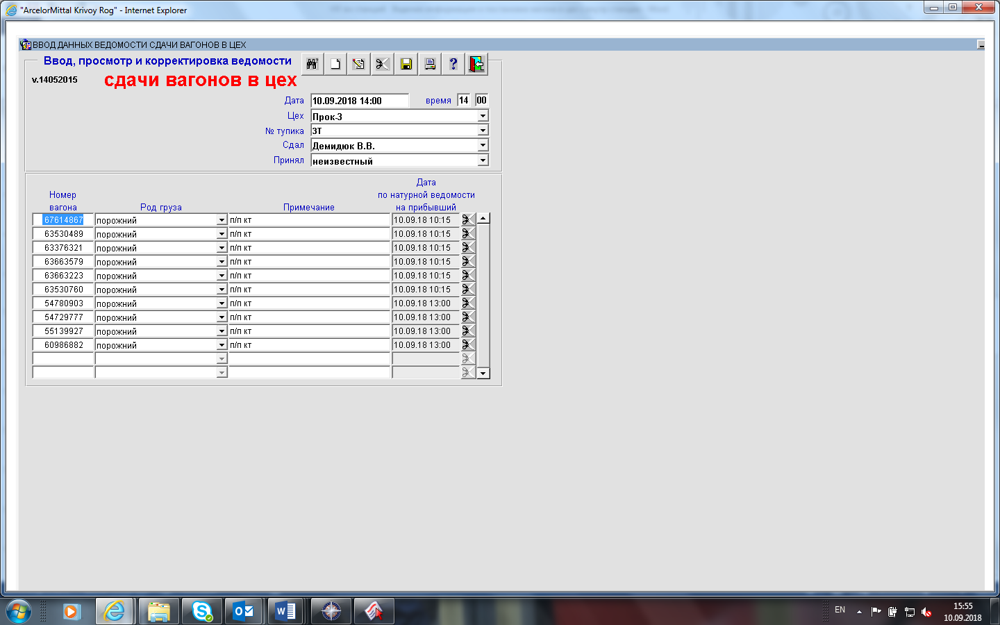 "ArcelorMittal Krivoy Rog" - Internet Explorer
ВВОД ДАННЫХ ВЕДОМОСТИ СДАЧИ ВАГОНОВ В ЦЕХ
Ввод, просмотр и корректировка ведомости
v.14052015 сдачи вагонов в цех
Дата 10.09.2018 14:00 время 14 00
Цех Прок-3
№ тупика 3Т
Сдал Демидюк В.В.
Принял неизвестный
Дата
Номер по натурной ведомости
вагона Род груза Примечание на прибывший
67614867 порожний п/п кт 10.09.18 10:15
63530489 порожний п/п кт 10.09.18 10:15
63376321 порожний п/п кт 10.09.18 10:15
63663579 порожний п/п кт 10.09.18 10:15
63663223 порожний п/п кт 10.09.18 10:15
63530760 порожний п/п кт 10.09.18 10:15
54780903 порожний п/п кт 10.09.18 13:00
54729777 порожний п/п кт 10.09.18 13:00
55139927 порожний п/п кт 10.09.18 13:00
60986882 порожний п/п кт 10.09.18 13:00
EN 15:55
10.09.2018